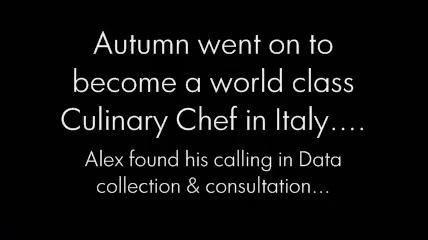 Autumn went on to
become a world class
Culinary Chef in Italy....
Alex found his calling in Data
collection & consultation...